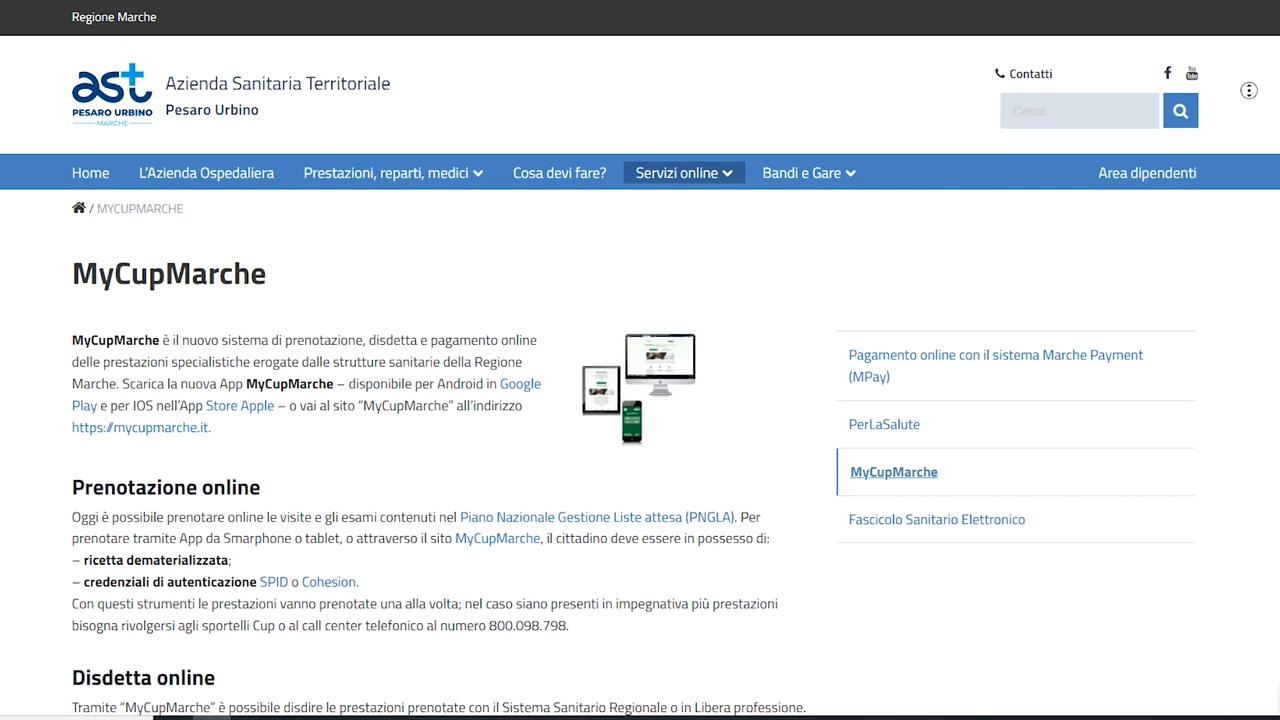 Regione Marche
ast
PESARO URBINO
MARCHE
Azienda Sanitaria Territoriale
Pesaro Urbino
Contatti
Cerca...
Home
L'Azienda Ospedaliera
Prestazioni, reparti, medici
Cosa devi fare?
Servizi online
Bandi e Gare
Area dipendenti
/ MYCUPMARCHE
MyCupMarche
MyCupMarche è il nuovo sistema di prenotazione, disdetta e pagamento online
delle prestazioni specialistiche erogate dalle strutture sanitarie della Regione
Marche. Scarica la nuova App MyCupMarche – disponibile per Android in Google
Play e per IOS nell'App Store Apple – o vai al sito "MyCupMarche" all'indirizzo
https://mycupmarche.it.
Prenotazione online
Oggi è possibile prenotare online le visite e gli esami contenuti nel Piano Nazionale Gestione Liste attesa (PNGLA). Per
prenotare tramite App da Smarphone o tablet, o attraverso il sito MyCupMarche, il cittadino deve essere in possesso di:
– ricetta dematerializzata;
– credenziali di autenticazione SPID o Cohesion.
Con questi strumenti le prestazioni vanno prenotate una alla volta; nel caso siano presenti in impegnativa più prestazioni
bisogna rivolgersi agli sportelli Cup o al call center telefonico al numero 800.098.798.
Disdetta online
Tramite "MyCupMarche" è possibile disdire le prestazioni prenotate con il Sistema Sanitario Regionale o in Libera professione.
Pagamento online con il sistema Marche Payment
(MPay)
PerLaSalute
MyCupMarche
Fascicolo Sanitario Elettronico